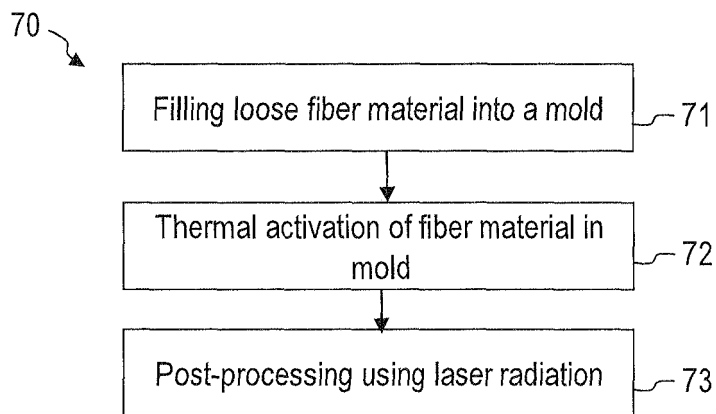 70
Filling loose fiber material into a mold
71
Thermal activation of fiber material in
mold
72
Post-processing using laser radiation
73